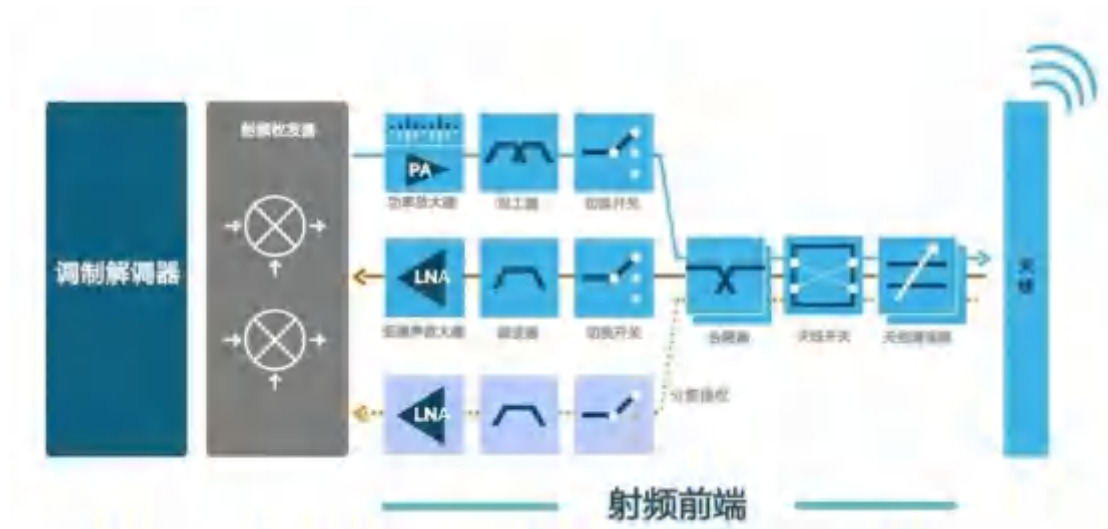 射频收发器
PA
功率放大器
双工器
切换开关
调制解调器
LNA
低噪声放大器
滤波器
切换开关
合路器
天线开关
天线调谐器
天线
LNA
分集接收
射频前端